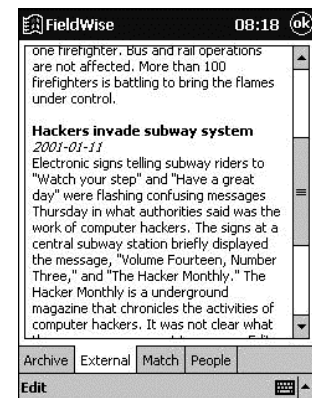 FieldWise 08:18 ok
one firefighter. Bus and rail operations
are not affected. More than 100
firefighters is battling to bring the flames
under control.
Hackers invade subway system
2001-01-11
Electronic signs telling subway riders to
"Watch your step" and "Have a great
day" were flashing confusing messages
Thursday in what authorities said was the
work of computer hackers. The signs at a
central subway station briefly displayed
the message, "Volume Fourteen, Number
Three," and "The Hacker Monthly." The
Hacker Monthly is a underground
magazine that chronicles the activities of
computer hackers. It was not clear what
Archive External Match People
Edit